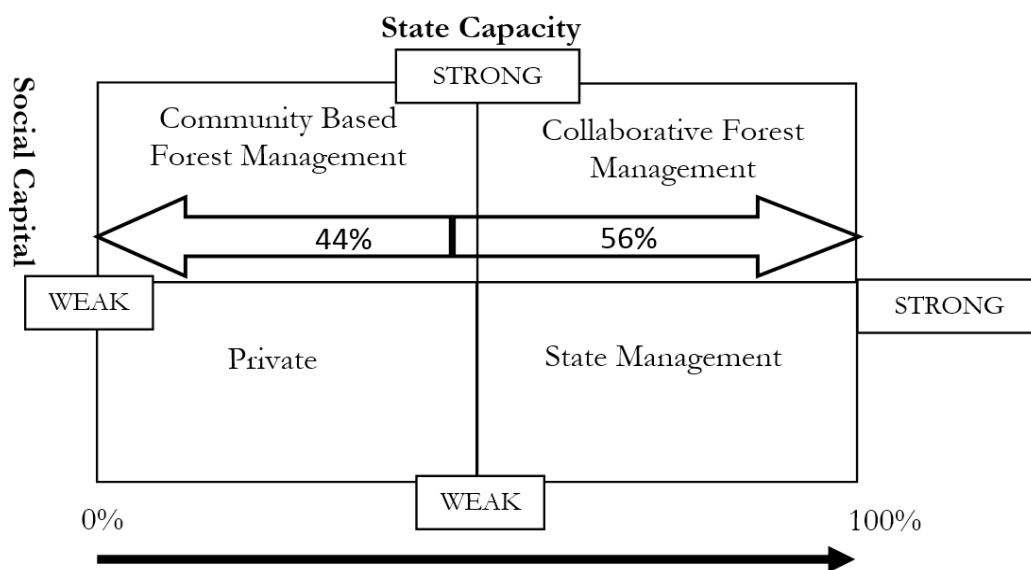 State Capacity
STRONG
Social Capital
Community Based
Forest Management
Collaborative Forest
Management
44%
56%
WEAK
STRONG
Private
State Management
WEAK
0%
100%